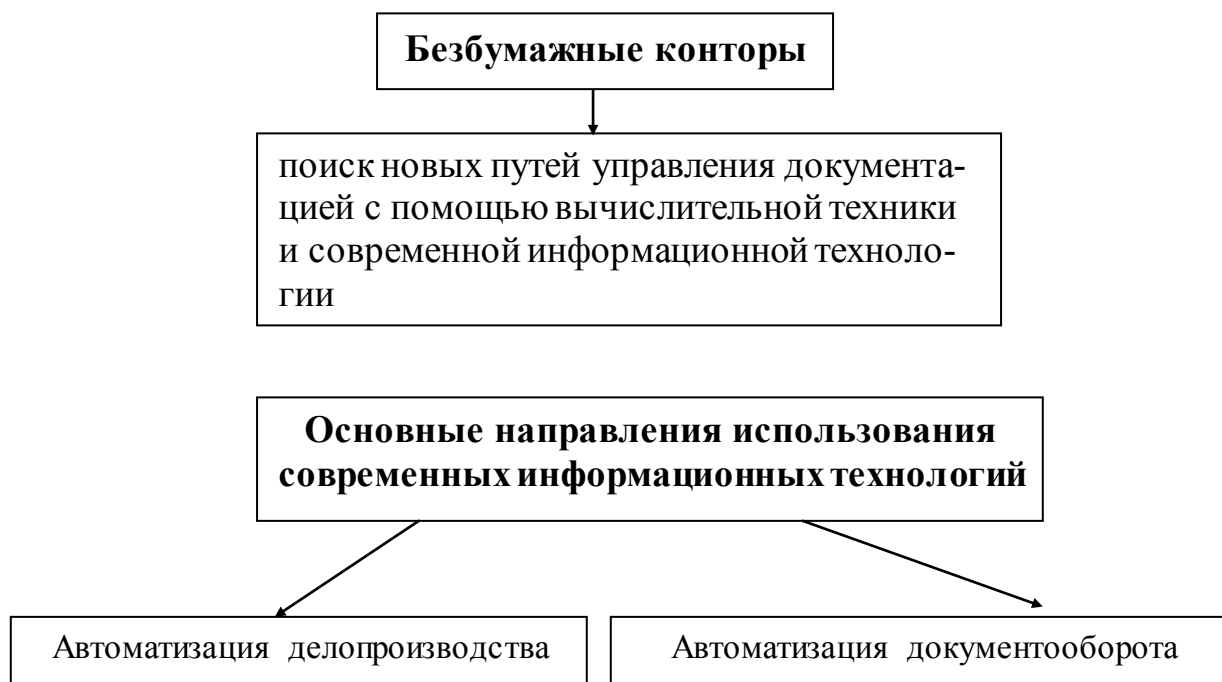 Безбумажные конторы
поиск новых путей управления документа-
цией с помощью вычислительной техники
и современной информационной техноло-
гии
Основные направления использования
современных информационных технологий
Автоматизация делопроизводства
Автоматизация документооборота